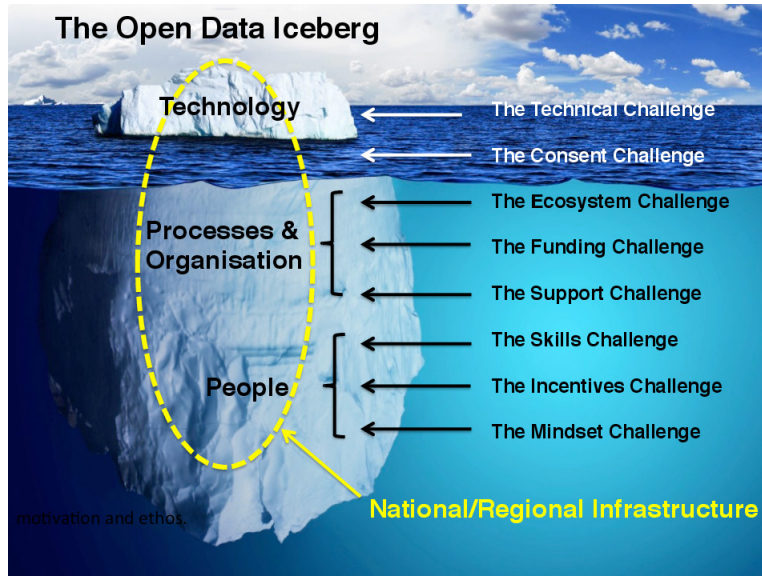 The Open Data Iceberg
Technology
The Technical Challenge
The Consent Challenge
Processes &
Organisation
The Ecosystem Challenge
The Funding Challenge
The Support Challenge
People
The Skills Challenge
The Incentives Challenge
The Mindset Challenge
National/Regional Infrastructure
motivation and ethos.